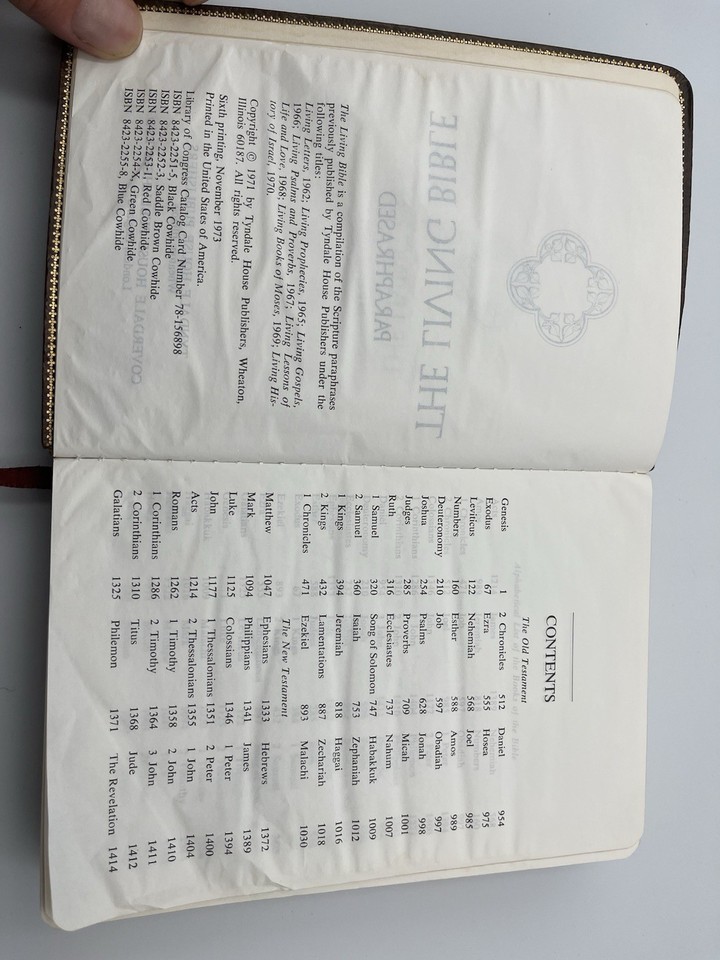 THE LIVING BIBLE
PARAPHRASED
The Living Bible is a compilation of the Scripture paraphrases
previously published by Tyndale House Publishers under the
following titles:
Living Letters, 1962; Living Prophecies, 1965; Living Gospels,
1966; Living Psalms and Proverbs, 1967; Living Lessons of
Life and Love, 1968; Living Books of Moses, 1969; Living His-
tory of Israel, 1970.
Copyright © 1971 by Tyndale House Publishers, Wheaton,
Illinois 60187. All rights reserved.
Sixth printing, November 1973
Printed in the United States of America.
Library of Congress Catalog Card Number 78-156898
ISBN 8423-2251-5, Black Cowhide
ISBN 8423-2252-3, Saddle Brown Cowhide
ISBN 8423-2253-1, Red Cowhide
ISBN 8423-2254-X, Green Cowhide
ISBN 8423-2255-8, Blue Cowhide
CONTENTS
The Old Testament
Genesis 1 2 Chronicles 512 Daniel 954
Exodus 67 Ezra 555 Hosea 975
Leviticus 122 Nehemiah 568 Joel 985
Numbers 160 Esther 588 Amos 989
Deuteronomy 210 Job 597 Obadiah 997
Joshua 254 Psalms 628 Jonah 998
Judges 285 Proverbs 709 Micah 1001
Ruth 316 Ecclesiastes 737 Nahum 1007
1 Samuel 320 Song of Solomon 747 Habakkuk 1009
2 Samuel 360 Isaiah 753 Zephaniah 1012
1 Kings 394 Jeremiah 818 Haggai 1016
2 Kings 432 Lamentations 887 Zechariah 1018
1 Chronicles 471 Ezekiel 893 Malachi 1030
The New Testament
Matthew 1047 Ephesians 1333 Hebrews 1372
Mark 1094 Philippians 1341 James 1389
Luke 1125 Colossians 1346 1 Peter 1394
John 1177 1 Thessalonians 1351 2 Peter 1400
Acts 1214 2 Thessalonians 1355 1 John 1404
Romans 1262 1 Timothy 1358 2 John 1410
1 Corinthians 1286 2 Timothy 1364 3 John 1411
2 Corinthians 1310 Titus 1368 Jude 1412
Galatians 1325 Philemon 1371 The Revelation 1414